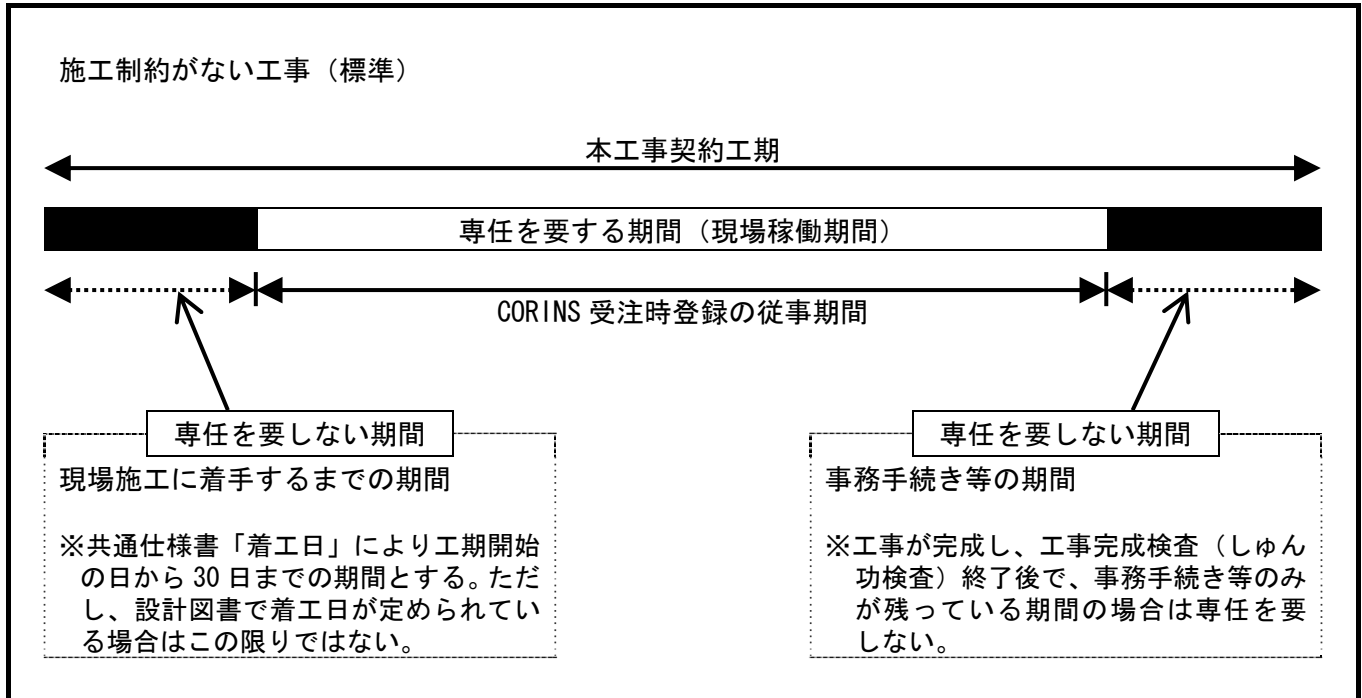 施工制約がない工事（標準）
本工事契約工期
専任を要する期間（現場稼働期間）
CORINS 受注時登録の従事期間
専任を要しない期間
現場施工に着手するまでの期間
※共通仕様書「着工日」により工期開始
の日から 30 日までの期間とする。ただ
し、設計図書で着工日が定められてい
る場合はこの限りではない。
専任を要しない期間
事務手続き等の期間
※工事が完成し、工事完成検査（しゅん
功検査）終了後で、事務手続き等のみ
が残っている期間の場合は専任を要
しない。